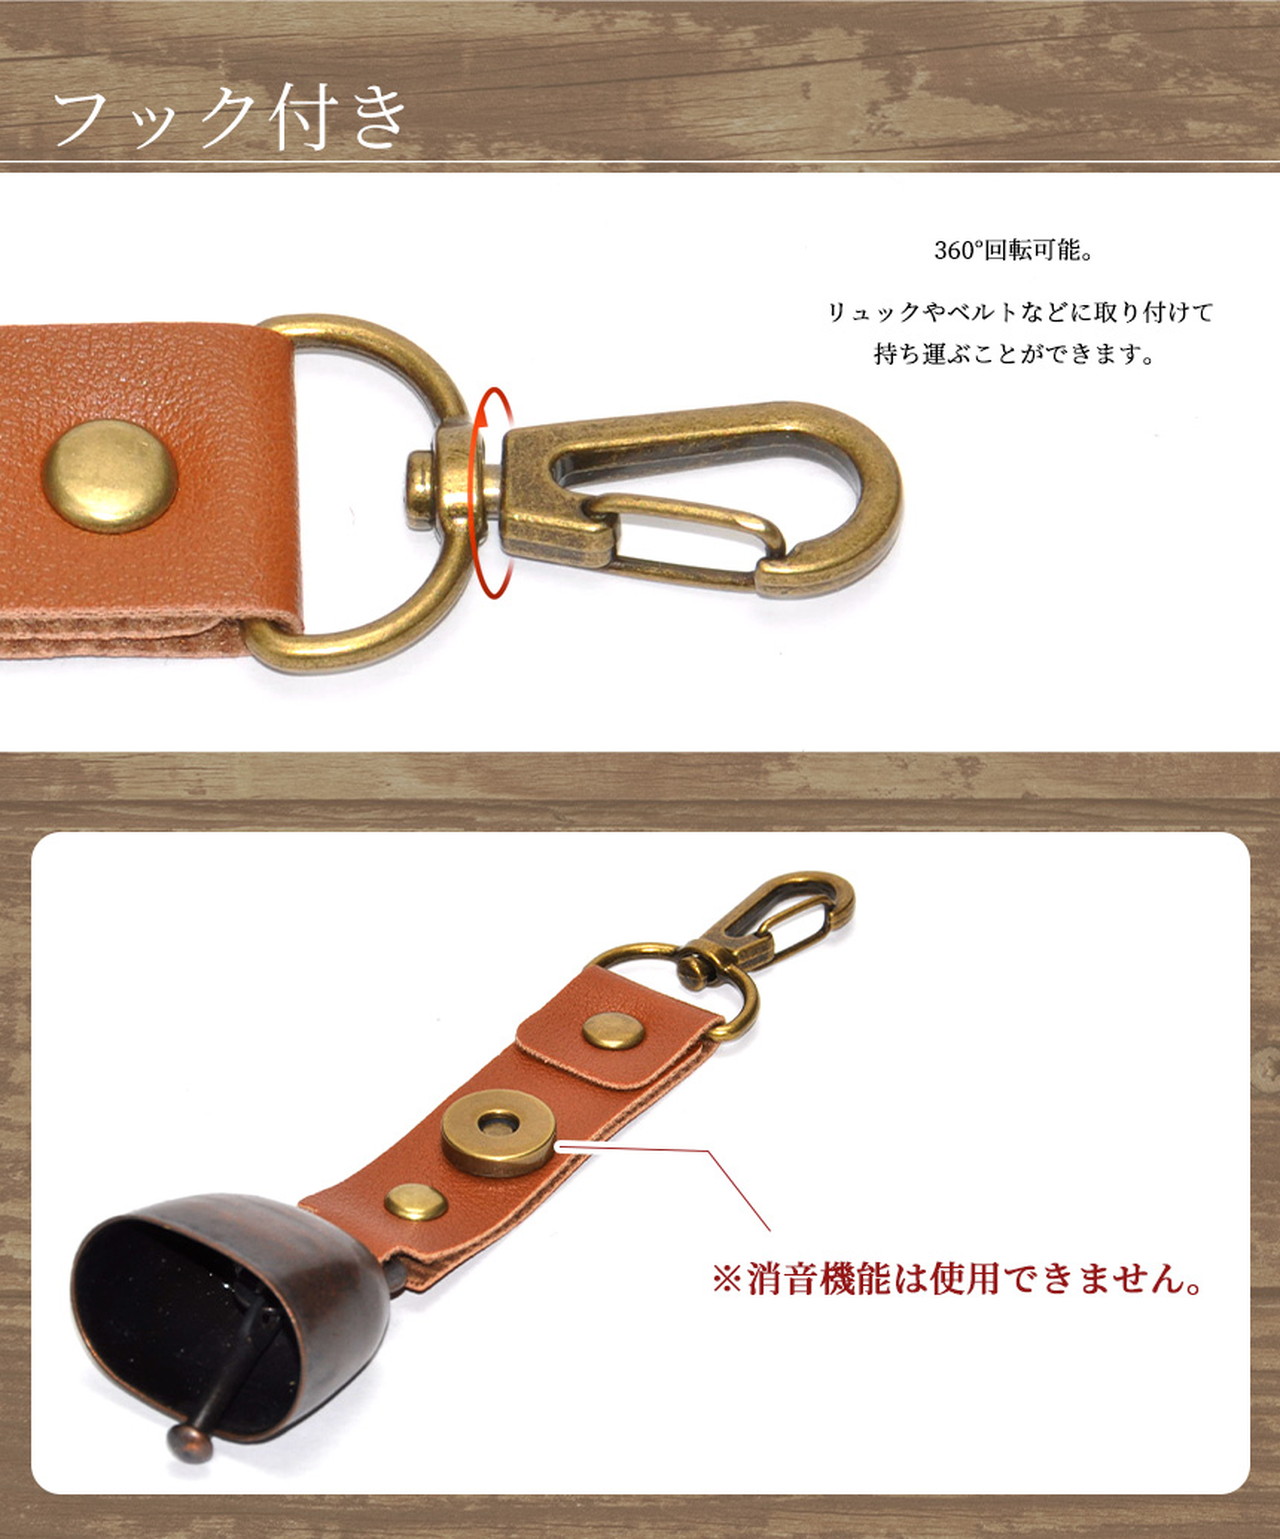 フック付き
360°回転可能。
リュックやベルトなどに取り付けて
持ち運ぶことができます。
※消音機能は使用できません。